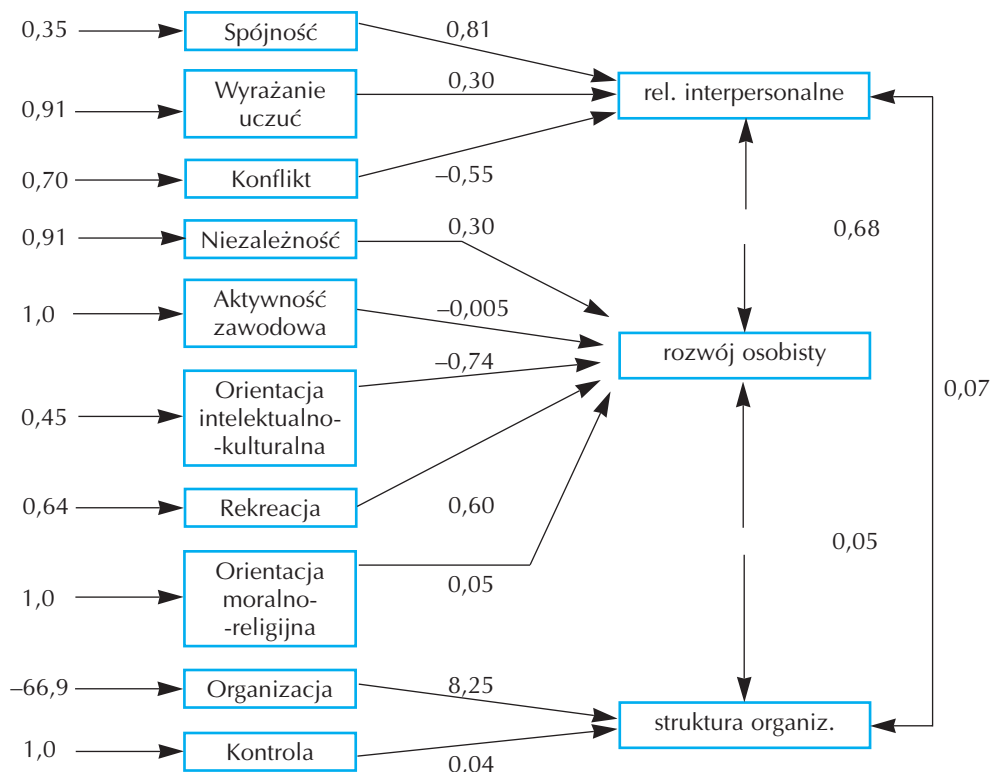 0,35
Spójność
0,81
0,91
Wyrażanie
uczuć
0,30
rel. interpersonalne
0,70
Konflikt
–0,55
0,91
Niezależność
0,30
0,68
1,0
Aktywność
zawodowa
–0,005
rozwój osobisty
–0,74
0,07
0,45
Orientacja
intelektualno-
-kulturalna
0,64
Rekreacja
0,60
0,05
1,0
Orientacja
moralno-
-religijna
0,05
–66,9
Organizacja
8,25
struktura organiz.
1,0
Kontrola
0,04